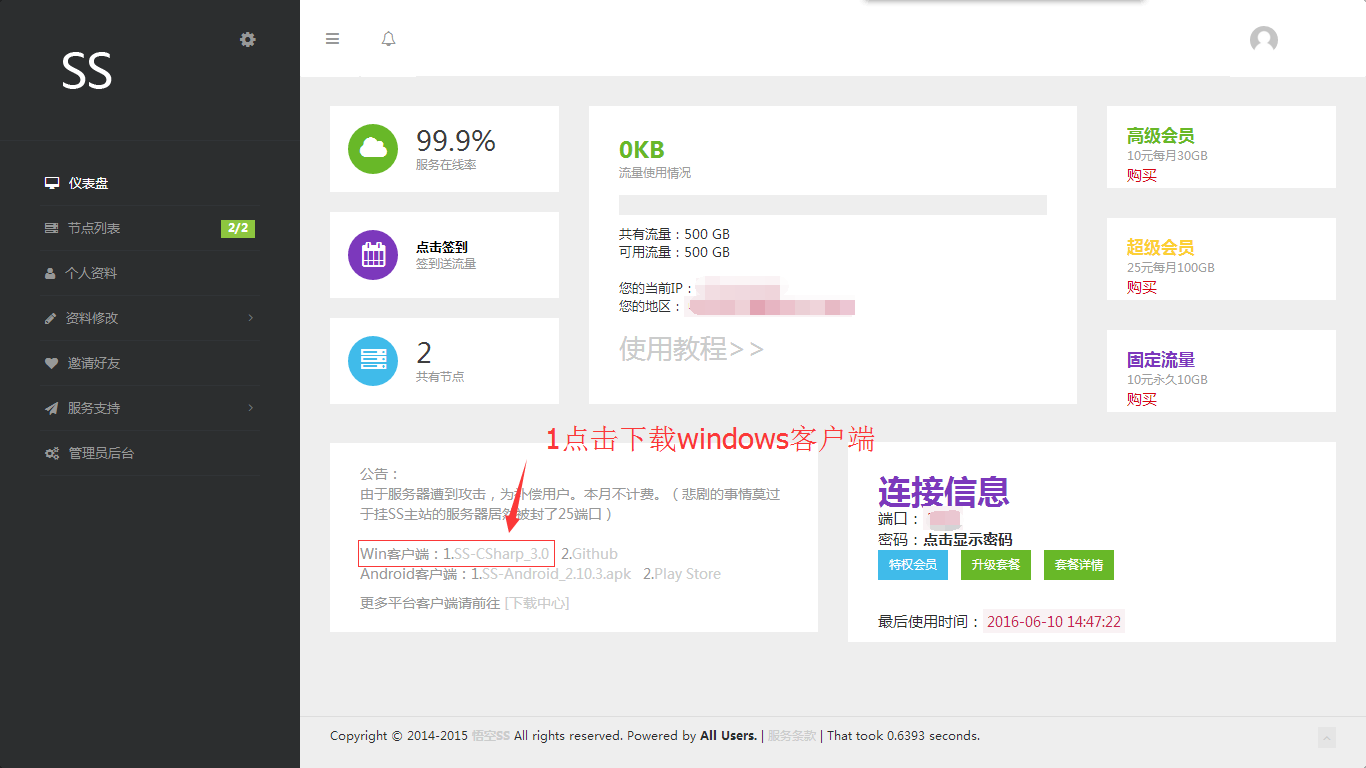 SS
仪表盘
节点列表
2/2
个人资料
资料修改
邀请好友
服务支持
管理员后台
99.9%
服务在线率
点击签到
签到送流量
2
共有节点
0KB
流量使用情况
共有流量：500 GB
可用流量：500 GB
您的当前IP：
您的地区：
使用教程>>
高级会员
10元每月30GB
购买
超级会员
25元每月100GB
购买
固定流量
10元永久10GB
购买
1点击下载windows客户端
公告：
由于服务器遭到攻击，为补偿用户。本月不计费。（悲剧的事情莫过
于挂SS主站的服务器居然被封了25端口）
Win客户端：1.SS-CSharp_3.0 2.Github
Android客户端：1.SS-Android_2.10.3.apk 2.Play Store
更多平台客户端请前往 [下载中心]
连接信息
端口：
密码：点击显示密码
特权会员 升级套餐 套餐详情
最后使用时间： 2016-06-10 14:47:22
Copyright © 2014-2015 悟空SS All rights reserved. Powered by All Users. | 服务条款 | That took 0.6393 seconds.